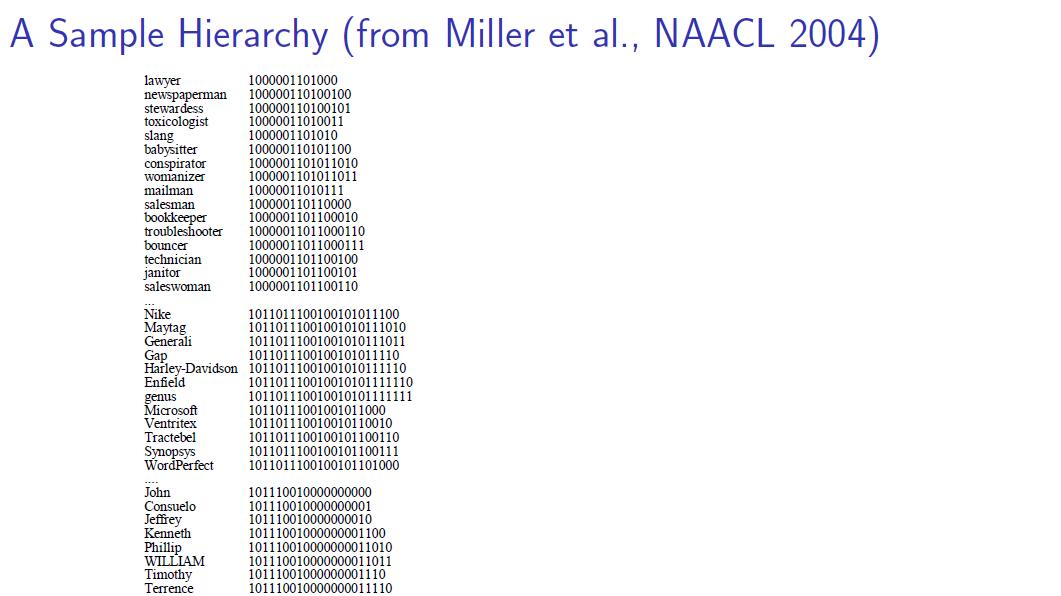 A Sample Hierarchy (from Miller et al., NAACL 2004)
lawyer 1000001101000
newspaperman 100000110100100
stewardess 100000110100101
toxicologist 10000011010011
slang 1000001101010
babysitter 100000110101100
conspirator 1000001101011010
womanizer 1000001101011011
mailman 10000011010111
salesman 100000110110000
bookkeeper 1000001101100010
troubleshooter 10000011011000110
bouncer 10000011011000111
technician 1000001101100100
janitor 1000001101100101
saleswoman 1000001101100110
...
Nike 1011011100100101011100
Maytag 10110111001001010111010
Generali 10110111001001010111011
Gap 1011011100100101011110
Harley-Davidson 10110111001001010111110
Enfield 101101110010010101111110
genus 101101110010010101111111
Microsoft 10110111001001011000
Ventritex 101101110010010110010
Tractebel 1011011100100101100110
Synopsys 1011011100100101100111
WordPerfect 1011011100100101101000
....
John 101110010000000000
Consuelo 101110010000000001
Jeffrey 101110010000000010
Kenneth 10111001000000001100
Phillip 101110010000000011010
WILLIAM 101110010000000011011
Timothy 10111001000000001110
Terrence 101110010000000011110